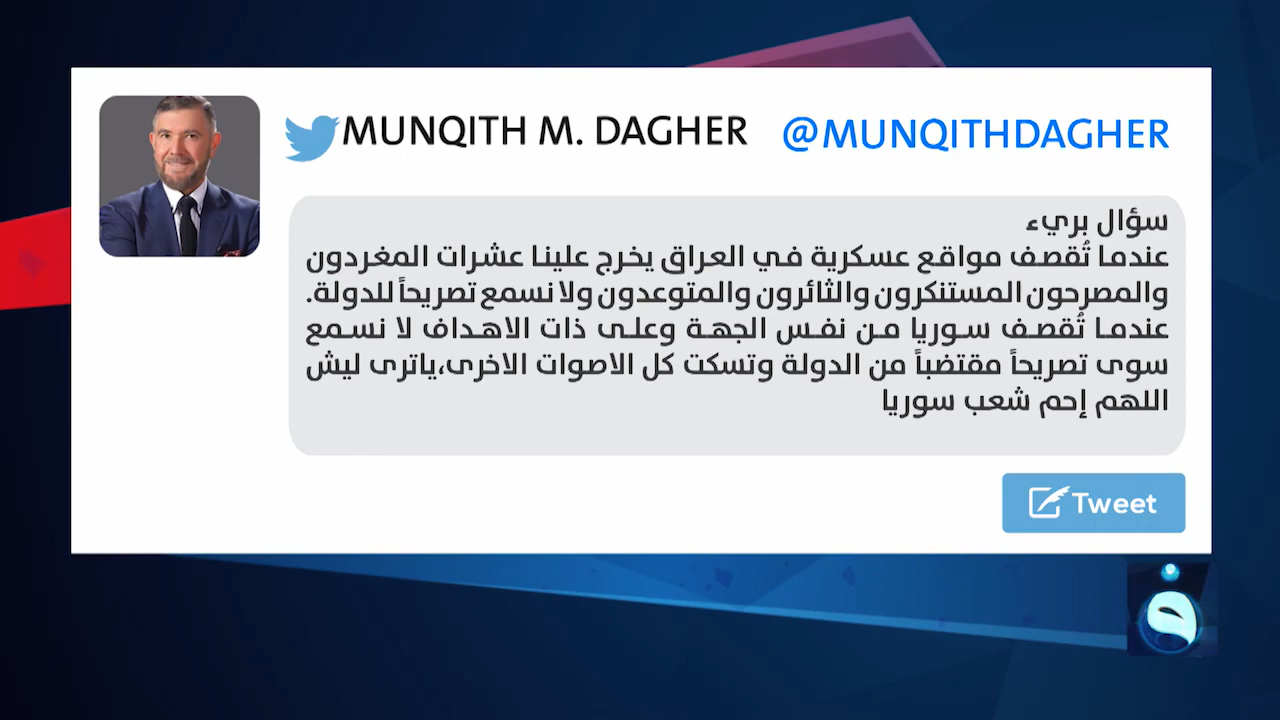 MUNQITH M. DAGHER @MUNQITHDAGHER
سؤال بريء
عندما تُقصف مواقع عسكرية في العراق يخرج علينا عشرات المغردون
والمصرحون المستنكرون والثائرون والمتوعدون ولا نسمع تصريحاً للدولة.
عندما تُقصف سوريا من نفس الجهة وعلى ذات الاهداف لا نسمع
سوى تصريحاً مقتضباً من الدولة وتسكت كل الاصوات الاخرى،ياترى ليش
اللهم إحم شعب سوريا
Tweet